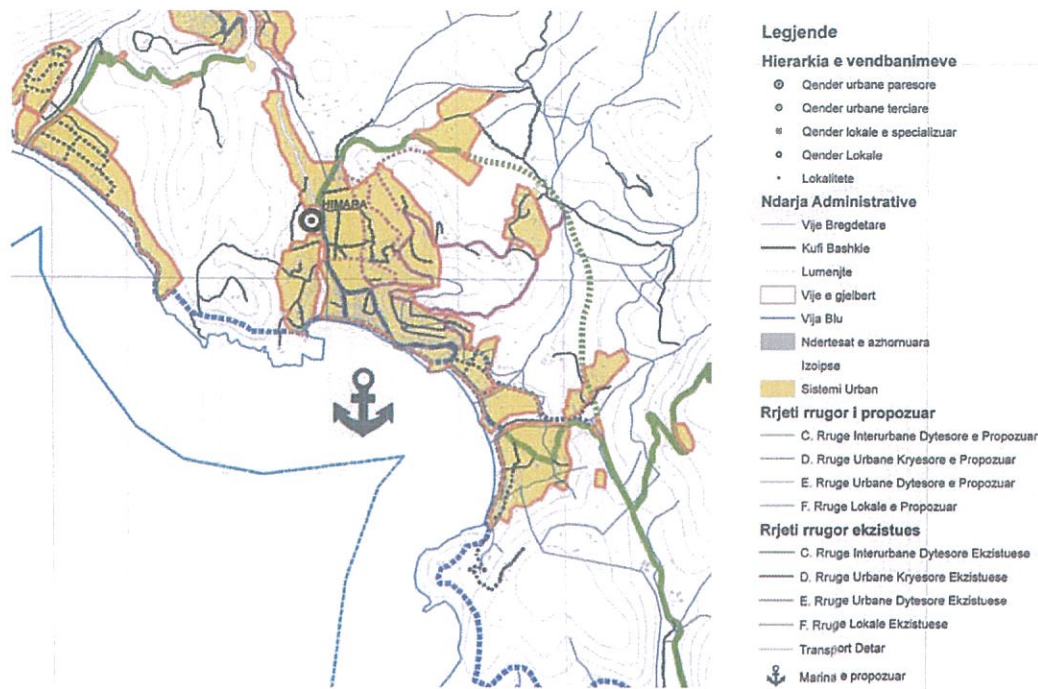 HIMARA
Legjende
Hierarkia e vendbanimeve
Qender urbane paresore
Qender urbane terciare
Qender lokale e specializuar
Qender Lokale
Lokalitete
Ndarja Administrative
Vije Bregdetare
Kufi Bashkie
Lumenjte
Vije e gjelbert
Vija Blu
Ndertesat e azhornuara
Izoipse
Sistemi Urban
Rrjeti rrugor i propozuar
C. Rruge Interurbane Dytesore e Propozuar
D. Rruge Urbane Kryesore e Propozuar
E. Rruge Urbane Dytesore e Propozuar
F. Rruge Lokale e Propozuar
Rrjeti rrugor ekzistues
C. Rruge Interurbane Dytesore Ekzistuese
D. Rruge Urbane Kryesore Ekzistuese
E. Rruge Urbane Dytesore Ekzistuese
F. Rruge Lokale Ekzistuese
Transport Detar
Marina e propozuar